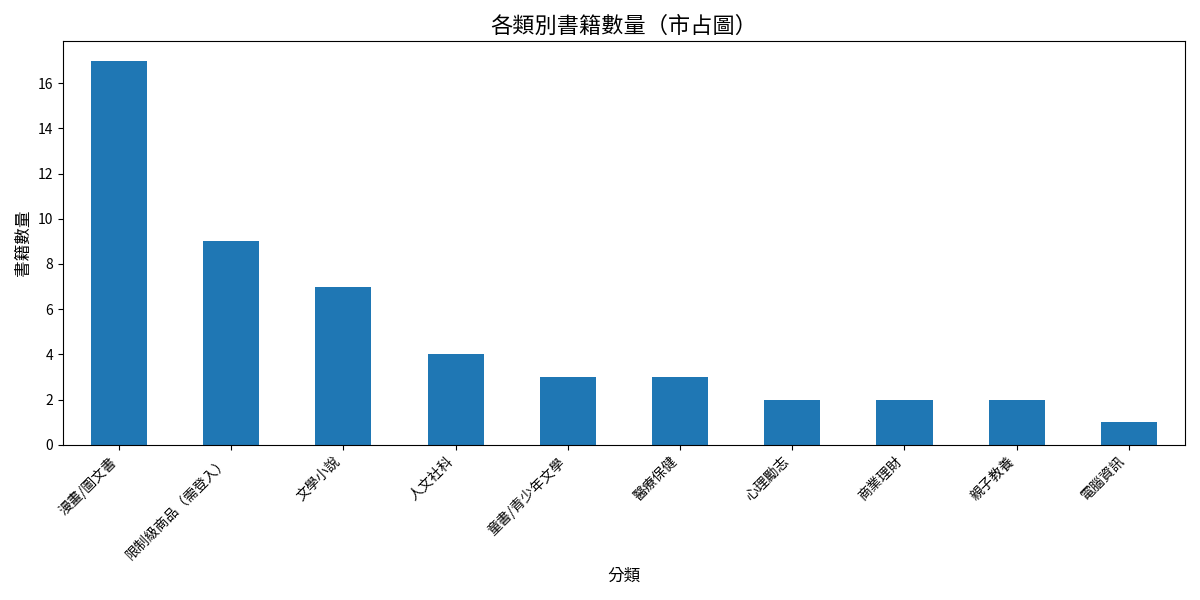 各類別書籍數量（市占圖）
書籍數量
16
14
12
10
8
6
4
2
0
漫畫/圖文書
限制級商品（需登入）
文學小說
人文社科
童書/青少年文學
醫療保健
心理勵志
商業理財
親子教養
電腦資訊
分類